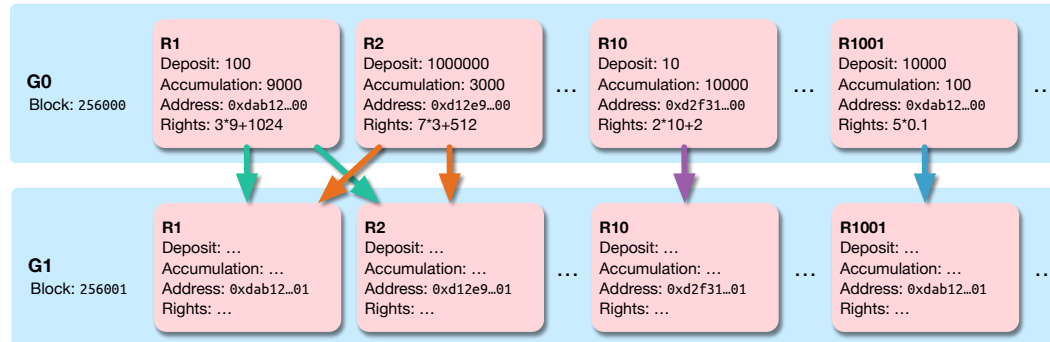 R1
Deposit: 100
Accumulation: 9000
Address: 0xdab12…00
Rights: 3*9+1024
R2
Deposit: 1000000
Accumulation: 3000
Address: 0xd12e9…00
Rights: 7*3+512
...
R10
Deposit: 10
Accumulation: 10000
Address: 0xd2f31…00
Rights: 2*10+2
...
R1001
Deposit: 10000
Accumulation: 100
Address: 0xdab12…00
Rights: 5*0.1
..
G0
Block: 256000
R1
Deposit: …
Accumulation: …
Address: 0xdab12…01
Rights: …
R2
Deposit: …
Accumulation: …
Address: 0xd12e9…01
Rights: …
...
R10
Deposit: …
Accumulation: …
Address: 0xd2f31…01
Rights: …
...
R1001
Deposit: …
Accumulation: …
Address: 0xdab12…01
Rights: …
..
G1
Block: 256001